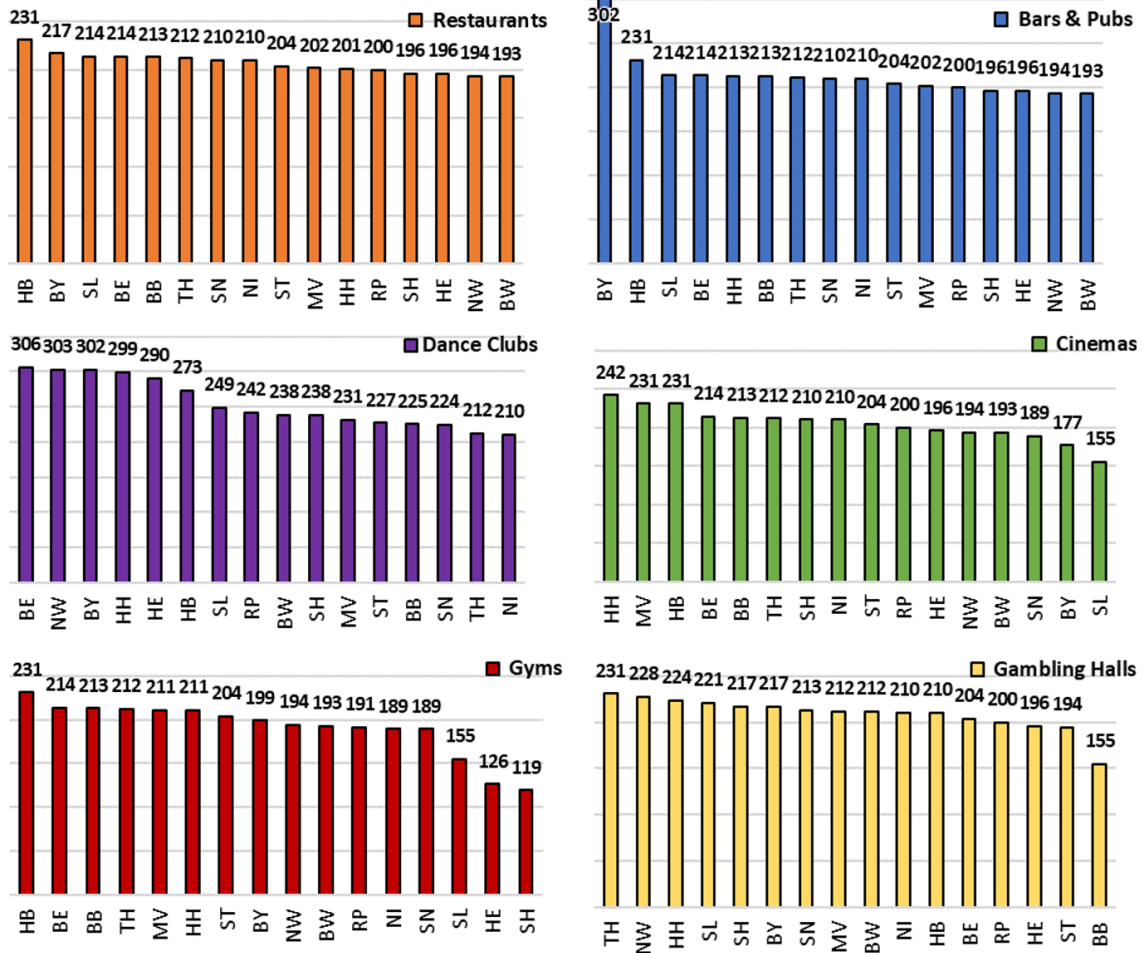 Restaurants
231 217 214 214 213 212 210 210 204 202 201 200 196 196 194 193
HB BY SL BE BB TH SN NI ST MV HH RP SH HE NW BW
Bars & Pubs
302 231 214 214 213 213 212 210 210 204 202 200 196 196 194 193
BY HB SL BE HH BB TH SN NI ST MV RP SH HE NW BW
Dance Clubs
306 303 302 299 290 273 249 242 238 238 231 227 225 224 212 210
BE NW BY HH HE HB SL RP BW SH MV ST BB SN TH NI
Cinemas
242 231 231 214 213 212 210 210 204 200 196 194 193 189 177 155
HH MV HB BE BB TH SH NI ST RP HE NW BW SN BY SL
Gyms
231 214 213 212 211 211 204 199 194 193 191 189 189 155 126 119
HB BE BB TH MV HH ST BY NW BW RP NI SN SL HE SH
Gambling Halls
231 228 224 221 217 217 213 212 212 210 210 204 200 196 194 155
TH NW HH SL SH BY SN MV BW NI HB BE RP HE ST BB